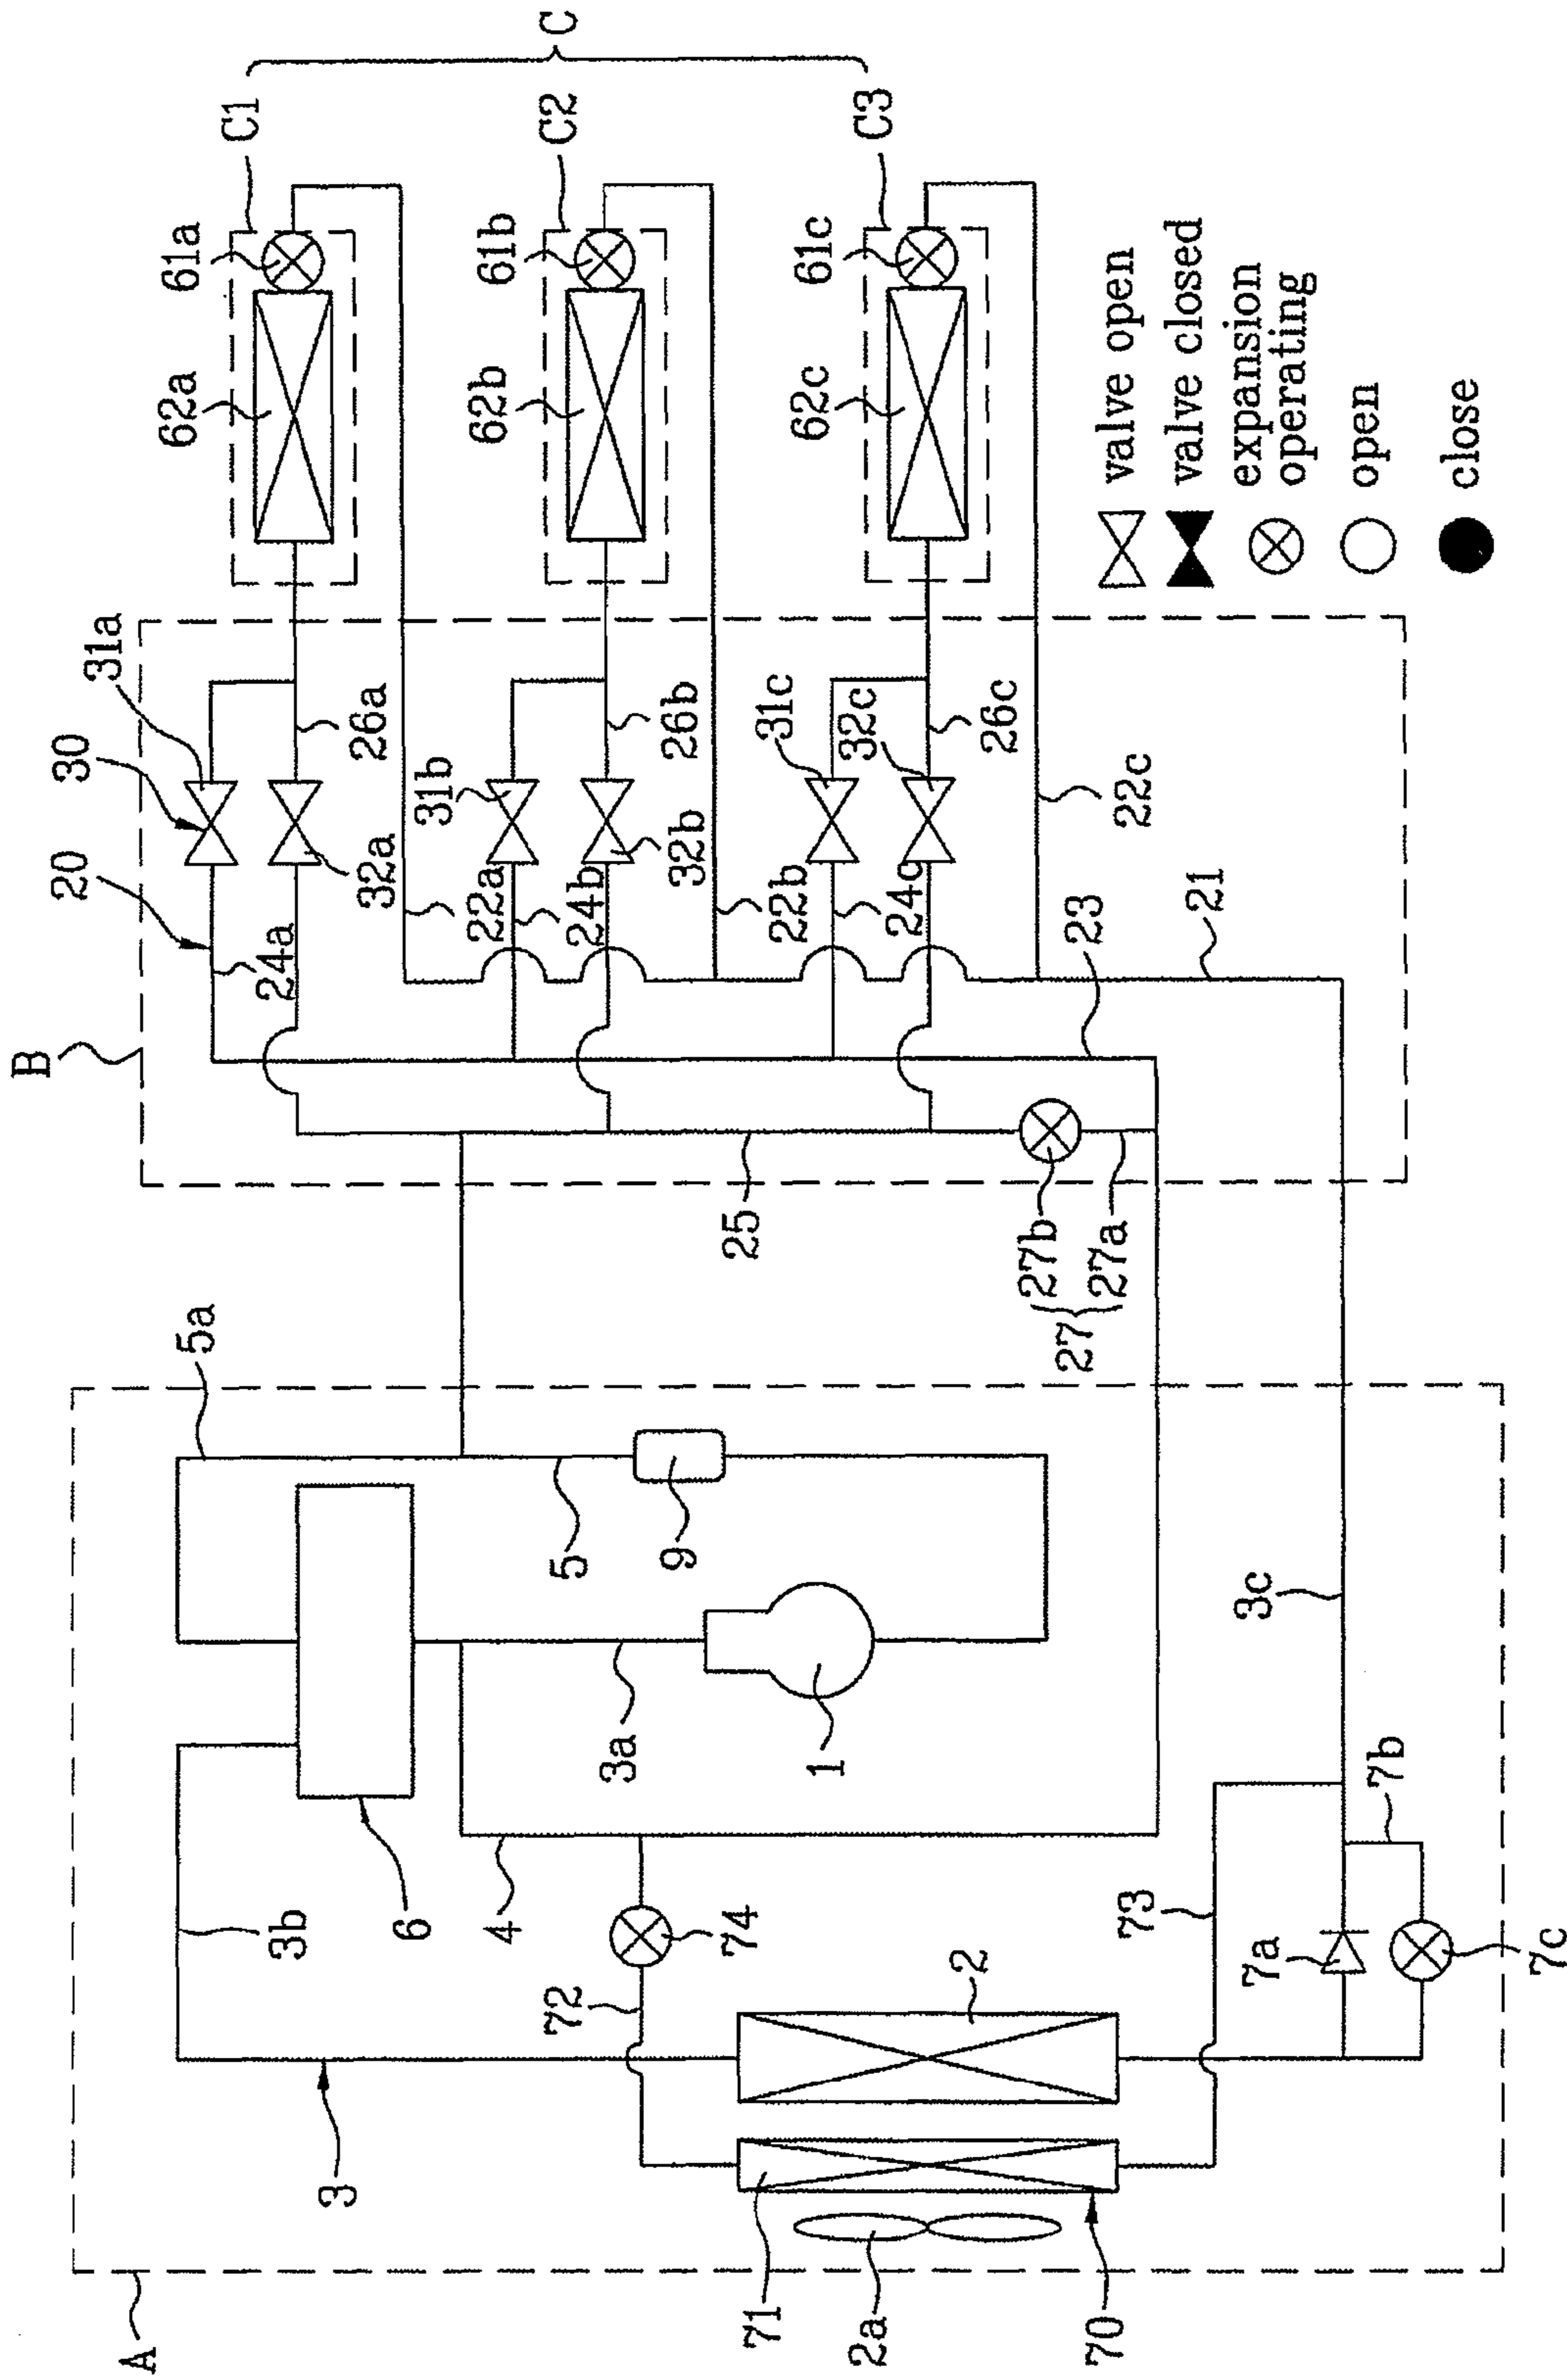 A
B
C
C1
C2
C3
61a
61b
61c
62a
62b
62c
20
30
31a
31b
31c
32a
32b
32c
26a
26b
26c
24a
24b
24c
22a
22b
22c
21
23
25
27b
27a
27
5a
5
9
6
3a
1
3b
3
4
72
74
73
2
71
2a
70
7a
7b
7c
3c
valve open
valve closed
expansion
operating
open
close